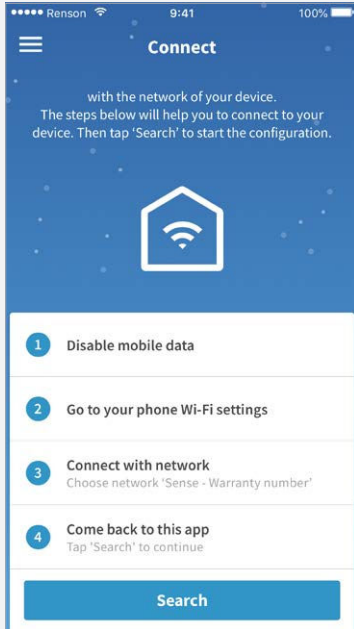 Renson 9:41 100%
Connect
with the network of your device.
The steps below will help you to connect to your
device. Then tap ‘Search’ to start the configuration.
1 Disable mobile data
2 Go to your phone Wi-Fi settings
3 Connect with network
Choose network ‘Sense - Warranty number’
4 Come back to this app
Tap ‘Search’ to continue
Search